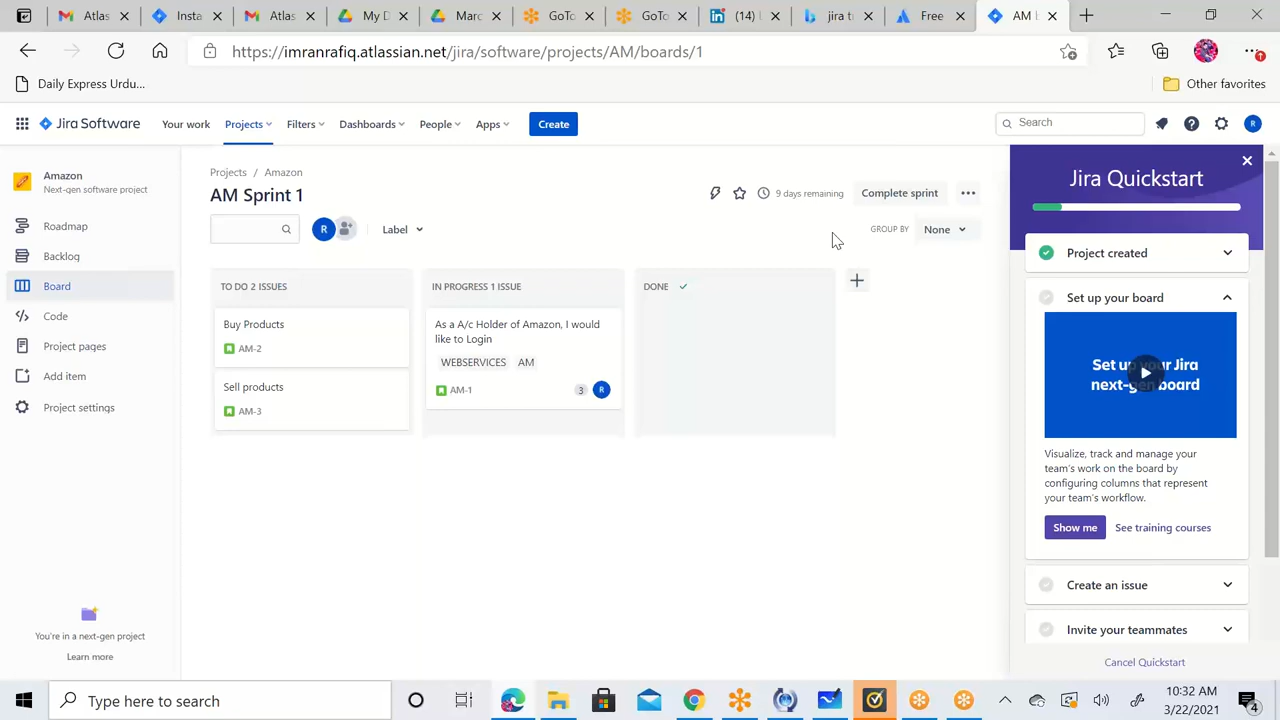 Atl
Insta
Atl
My D
Marc
GoTo
GoTo
(14) L
jira t
Free
AM b
https://imranrafiq.atlassian.net/jira/software/projects/AM/boards/1
Daily Express Urdu...
Other favorites
Jira Software
Your work
Projects
Filters
Dashboards
People
Apps
Create
Search
R
Amazon
Next-gen software project
Roadmap
Backlog
Board
Code
Project pages
Add item
Project settings
You're in a next-gen project
Learn more
Projects / Amazon
AM Sprint 1
9 days remaining
Complete sprint
R
Label
GROUP BY
None
TO DO 2 ISSUES
Buy Products
AM-2
Sell products
AM-3
IN PROGRESS 1 ISSUE
As a A/c Holder of Amazon, I would
like to Login
WEBSERVICES AM
AM-1
3
R
DONE
Jira Quickstart
Project created
Set up your board
Set up your Jira
next-gen board
Visualize, track and manage your
team's work on the board by
configuring columns that represent
your team's workflow.
Show me
See training courses
Create an issue
Invite your teammates
Cancel Quickstart
Type here to search
10:32 AM
3/22/2021
4